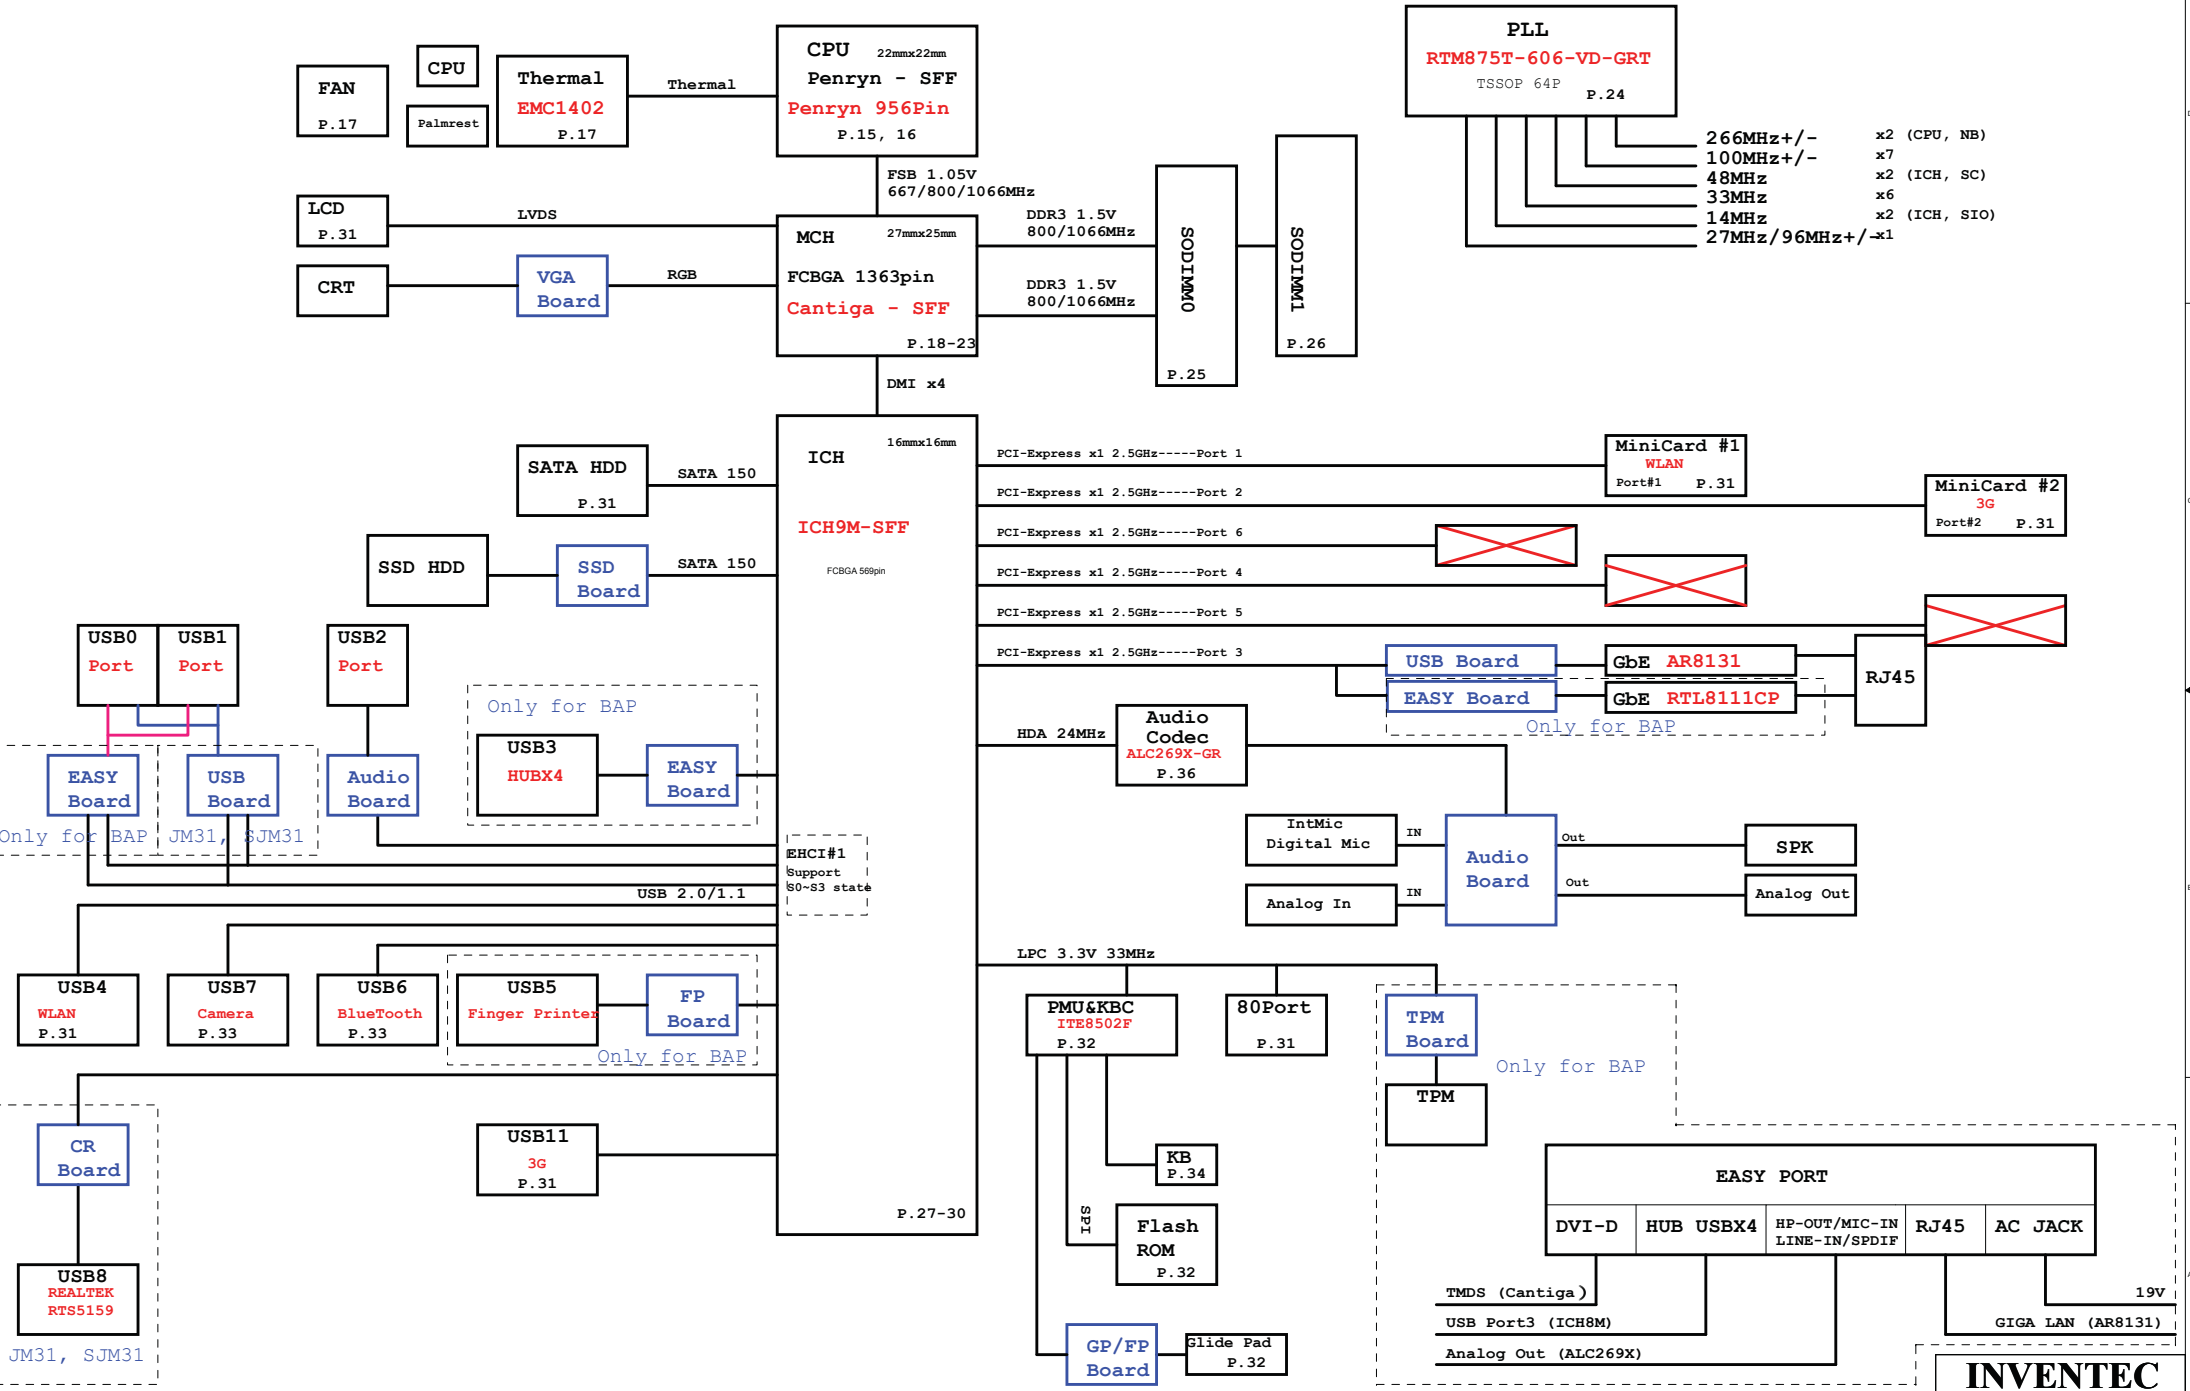 CPU 22mmx22mm
Penryn - SFF
Penryn 956Pin
P.15, 16
FAN
P.17
CPU
Palmrest
Thermal
EMC1402
P.17
Thermal
PLL
RTM875T-606-VD-GRT
TSSOP 64P
P.24
266MHz+/- x2 (CPU, NB)
100MHz+/- x7
48MHz x2 (ICH, SC)
33MHz x6
14MHz x2 (ICH, SIO)
27MHz/96MHz+/- x1
FSB 1.05V
667/800/1066MHz
LCD
P.31
LVDS
CRT
VGA
Board
RGB
MCH 27mmx25mm
FCBGA 1363pin
Cantiga - SFF
P.18-23
DDR3 1.5V
800/1066MHz
DDR3 1.5V
800/1066MHz
SODIMM0
P.25
SODIMM1
P.26
DMI x4
16mmx16mm
ICH
ICH9M-SFF
FCBGA 569pin
SATA HDD
P.31
SATA 150
SSD HDD
SSD
Board
SATA 150
PCI-Express x1 2.5GHz-----Port 1
MiniCard #1
WLAN
Port#1 P.31
PCI-Express x1 2.5GHz-----Port 2
MiniCard #2
3G
Port#2 P.31
PCI-Express x1 2.5GHz-----Port 6
PCI-Express x1 2.5GHz-----Port 4
PCI-Express x1 2.5GHz-----Port 5
PCI-Express x1 2.5GHz-----Port 3
USB Board
GbE AR8131
EASY Board
GbE RTL8111CP
Only for BAP
RJ45
USB0
Port
USB1
Port
USB2
Port
Only for BAP
USB3
HUBX4
EASY
Board
EASY
Board
USB
Board
Audio
Board
Only for BAP
JM31, SJM31
HDA 24MHz
Audio
Codec
ALC269X-GR
P.36
IntMic
Digital Mic
IN
Analog In
IN
Audio
Board
Out
SPK
Out
Analog Out
EHCI#1
Support
S0~S3 state
USB 2.0/1.1
USB4
WLAN
P.31
USB7
Camera
P.33
USB6
BlueTooth
P.33
USB5
Finger Printer
FP
Board
Only for BAP
LPC 3.3V 33MHz
PMU&KBC
ITE8502F
P.32
80Port
P.31
TPM
Board
Only for BAP
TPM
CR
Board
USB8
REALTEK
RTS5159
JM31, SJM31
USB11
3G
P.31
P.27-30
KB
P.34
SPI
Flash
ROM
P.32
GP/FP
Board
Glide Pad
P.32
EASY PORT
DVI-D
HUB USBX4
HP-OUT/MIC-IN
LINE-IN/SPDIF
RJ45
AC JACK
TMDS (Cantiga)
19V
USB Port3 (ICH8M)
GIGA LAN (AR8131)
Analog Out (ALC269X)
INVENTEC